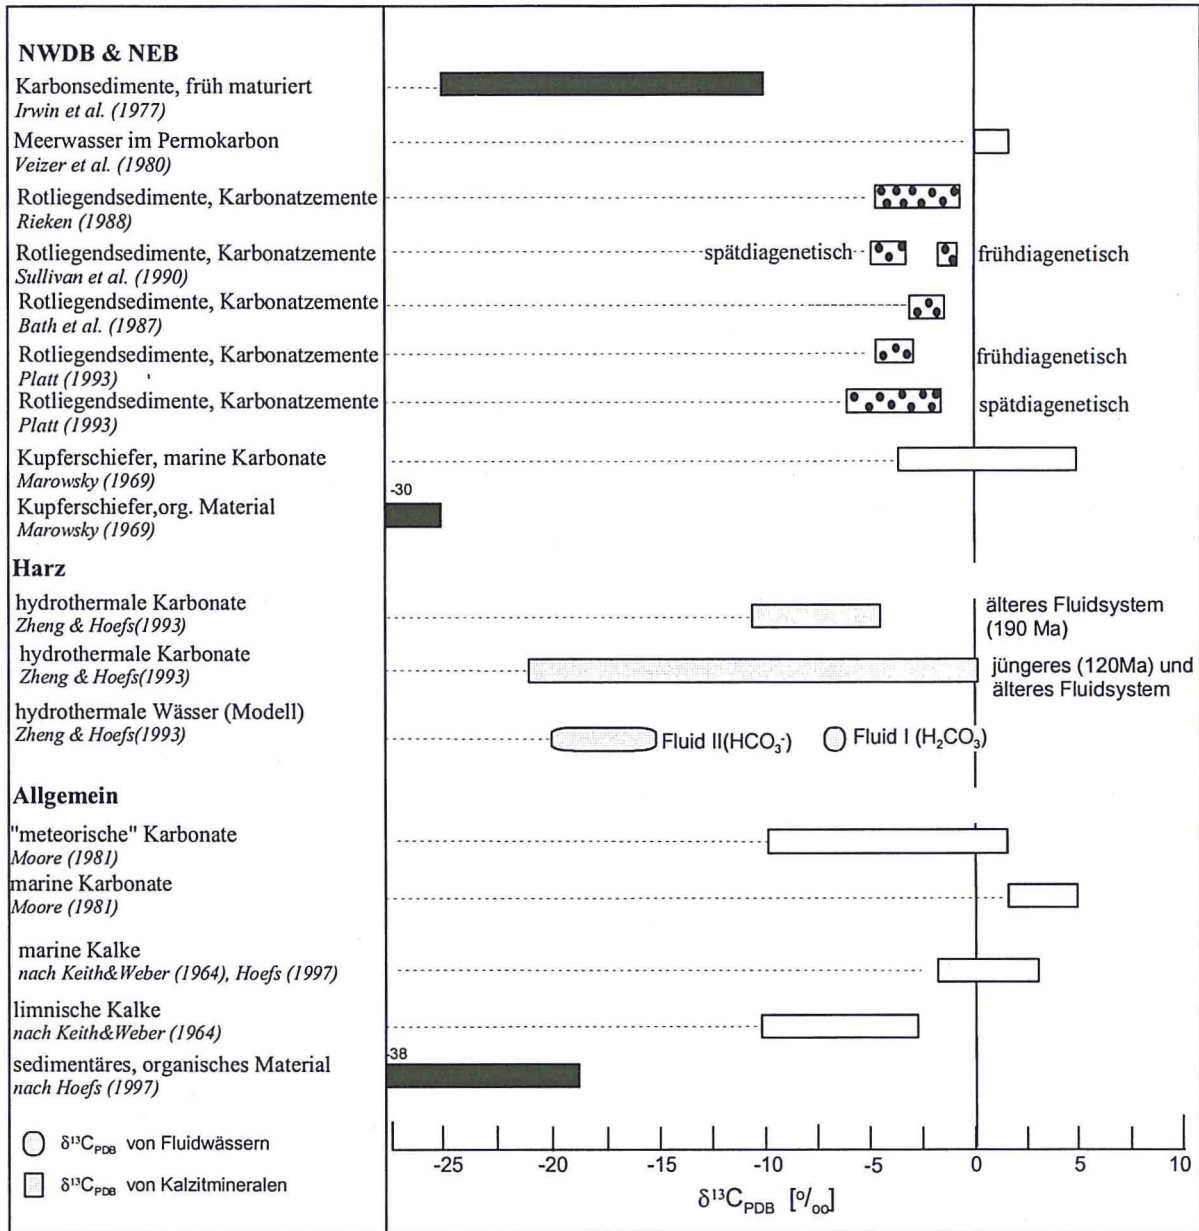 NWDB & NEB
Karbonsedimente, früh maturiert
Irwin et al. (1977)
Meerwasser im Permokarbon
Veizer et al. (1980)
Rotliegendsedimente, Karbonatzemente
Rieken (1988)
Rotliegendsedimente, Karbonatzemente
spätdiagenetisch
frühdiagenetisch
Sullivan et al. (1990)
Rotliegendsedimente, Karbonatzemente
Bath et al. (1987)
Rotliegendsedimente, Karbonatzemente
frühdiagenetisch
Platt (1993)
Rotliegendsedimente, Karbonatzemente
spätdiagenetisch
Platt (1993)
Kupferschiefer, marine Karbonate
Marowsky (1969)
-30
Kupferschiefer,org. Material
Marowsky (1969)
Harz
hydrothermale Karbonate
Zheng & Hoefs(1993)
älteres Fluidsystem
(190 Ma)
hydrothermale Karbonate
Zheng & Hoefs(1993)
jüngeres (120Ma) und
älteres Fluidsystem
hydrothermale Wässer (Modell)
Zheng & Hoefs(1993)
Fluid II(HCO₃⁻)
Fluid I (H₂CO₃)
Allgemein
"meteorische" Karbonate
Moore (1981)
marine Karbonate
Moore (1981)
marine Kalke
nach Keith&Weber (1964), Hoefs (1997)
limnische Kalke
nach Keith&Weber (1964)
-38
sedimentäres, organisches Material
nach Hoefs (1997)
δ¹³C_PDB von Fluidwässern
δ¹³C_PDB von Kalzitmineralen
-25 -20 -15 -10 -5 0 5 10
δ¹³C_PDB [º/ₒₒ]